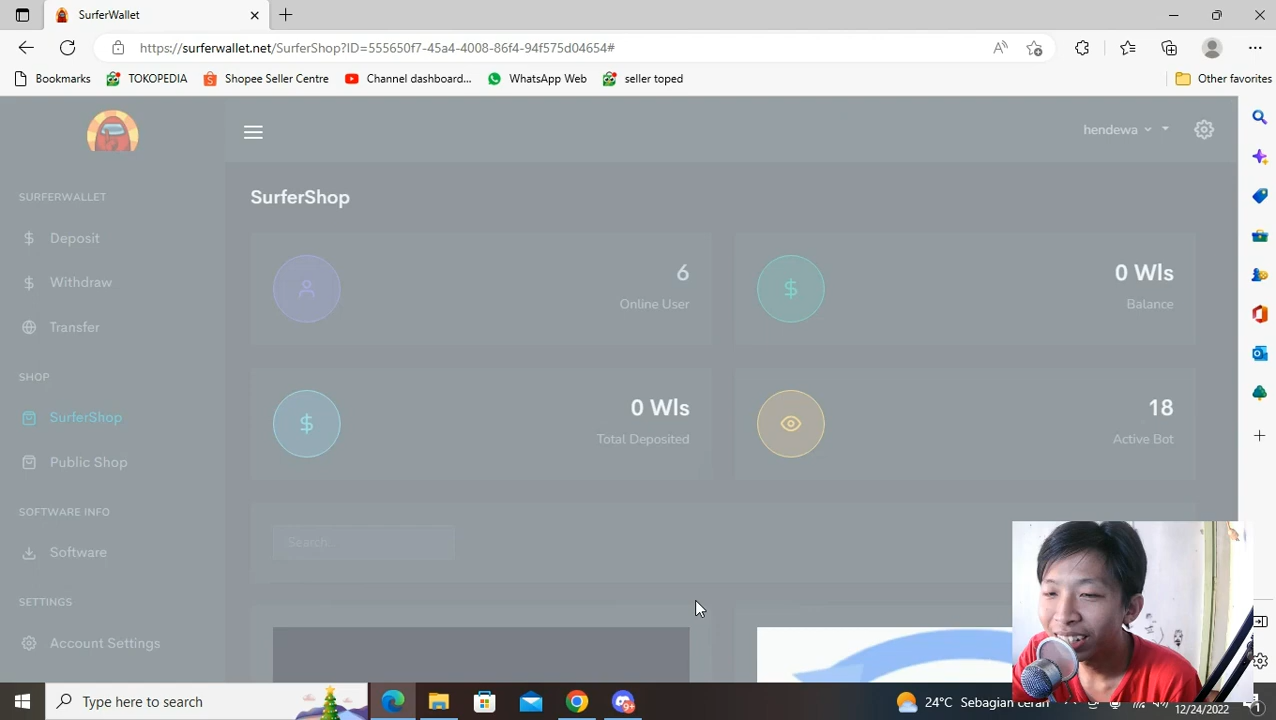 SurferWallet
https://surferwallet.net/SurferShop?ID=555650f7-45a4-4008-86f4-94f575d04654#
Bookmarks TOKOPEDIA Shopee Seller Centre Channel dashboard... WhatsApp Web seller toped Other favorites
hendewa
SURFERWALLET
Deposit
Withdraw
Transfer
SHOP
SurferShop
Public Shop
SOFTWARE INFO
Software
SETTINGS
Account Settings
SurferShop
6
Online User
0 Wls
Balance
0 Wls
Total Deposited
18
Active Bot
Search...
Type here to search
24°C Sebagian cerah
12/24/2022